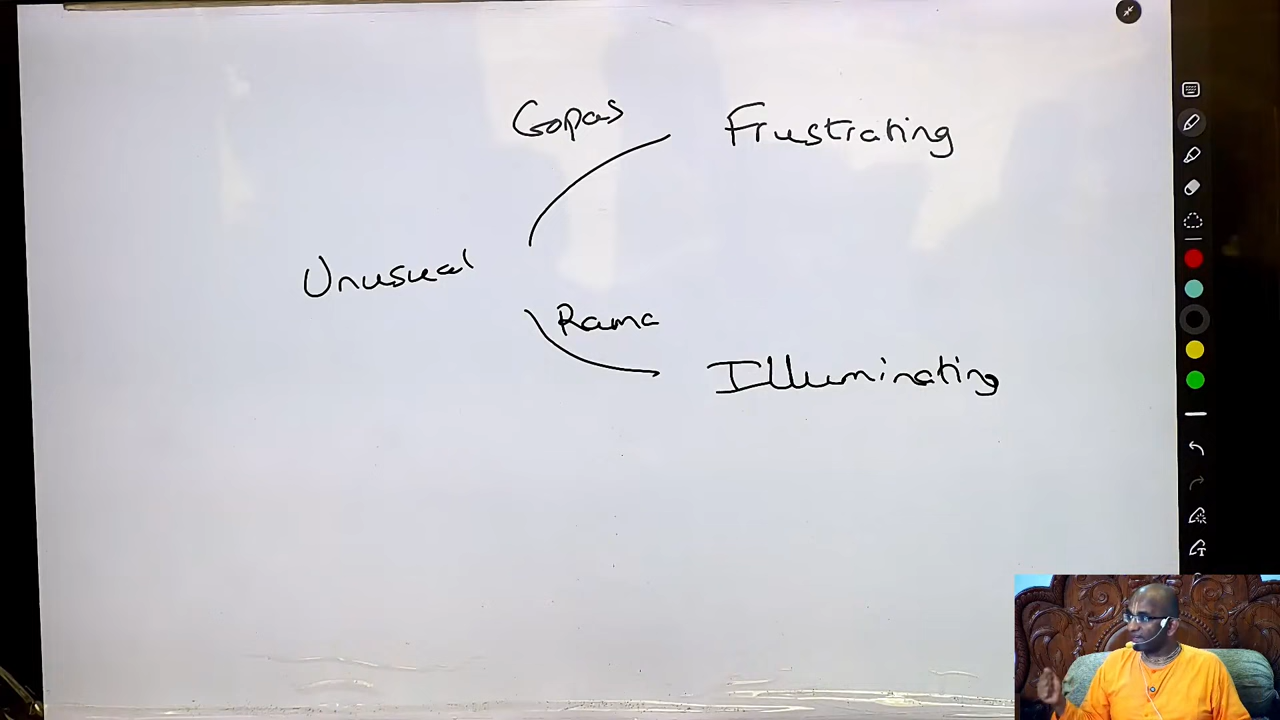 Gopas
Frustrating
Unusual
Rama
Illuminating